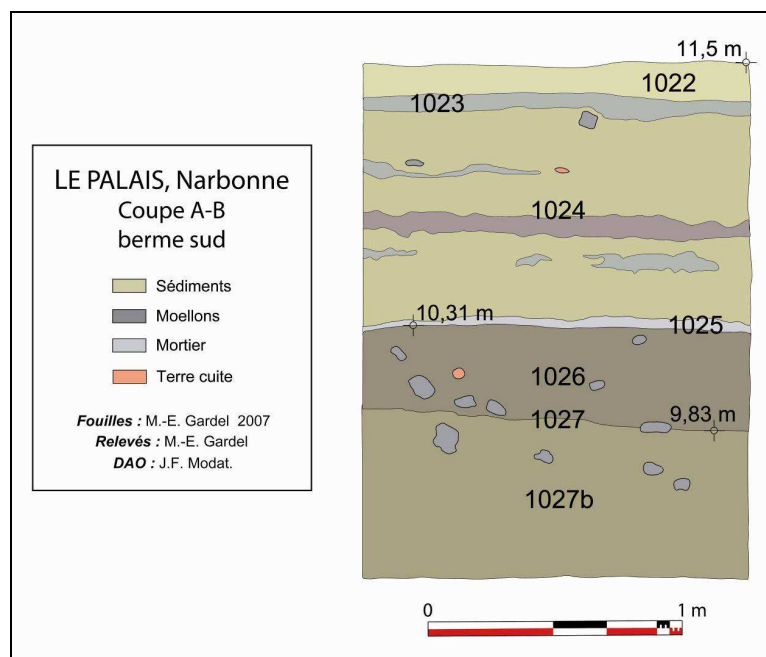 LE PALAIS, Narbonne
Coupe A-B
berme sud
Sédiments
Moellons
Mortier
Terre cuite
Fouilles : M.-E. Gardel 2007
Relevés : M.-E. Gardel
DAO : J.F. Modat.
11,5 m
1022
1023
1024
10,31 m
1025
1026
1027
9,83 m
1027b
0 1 m